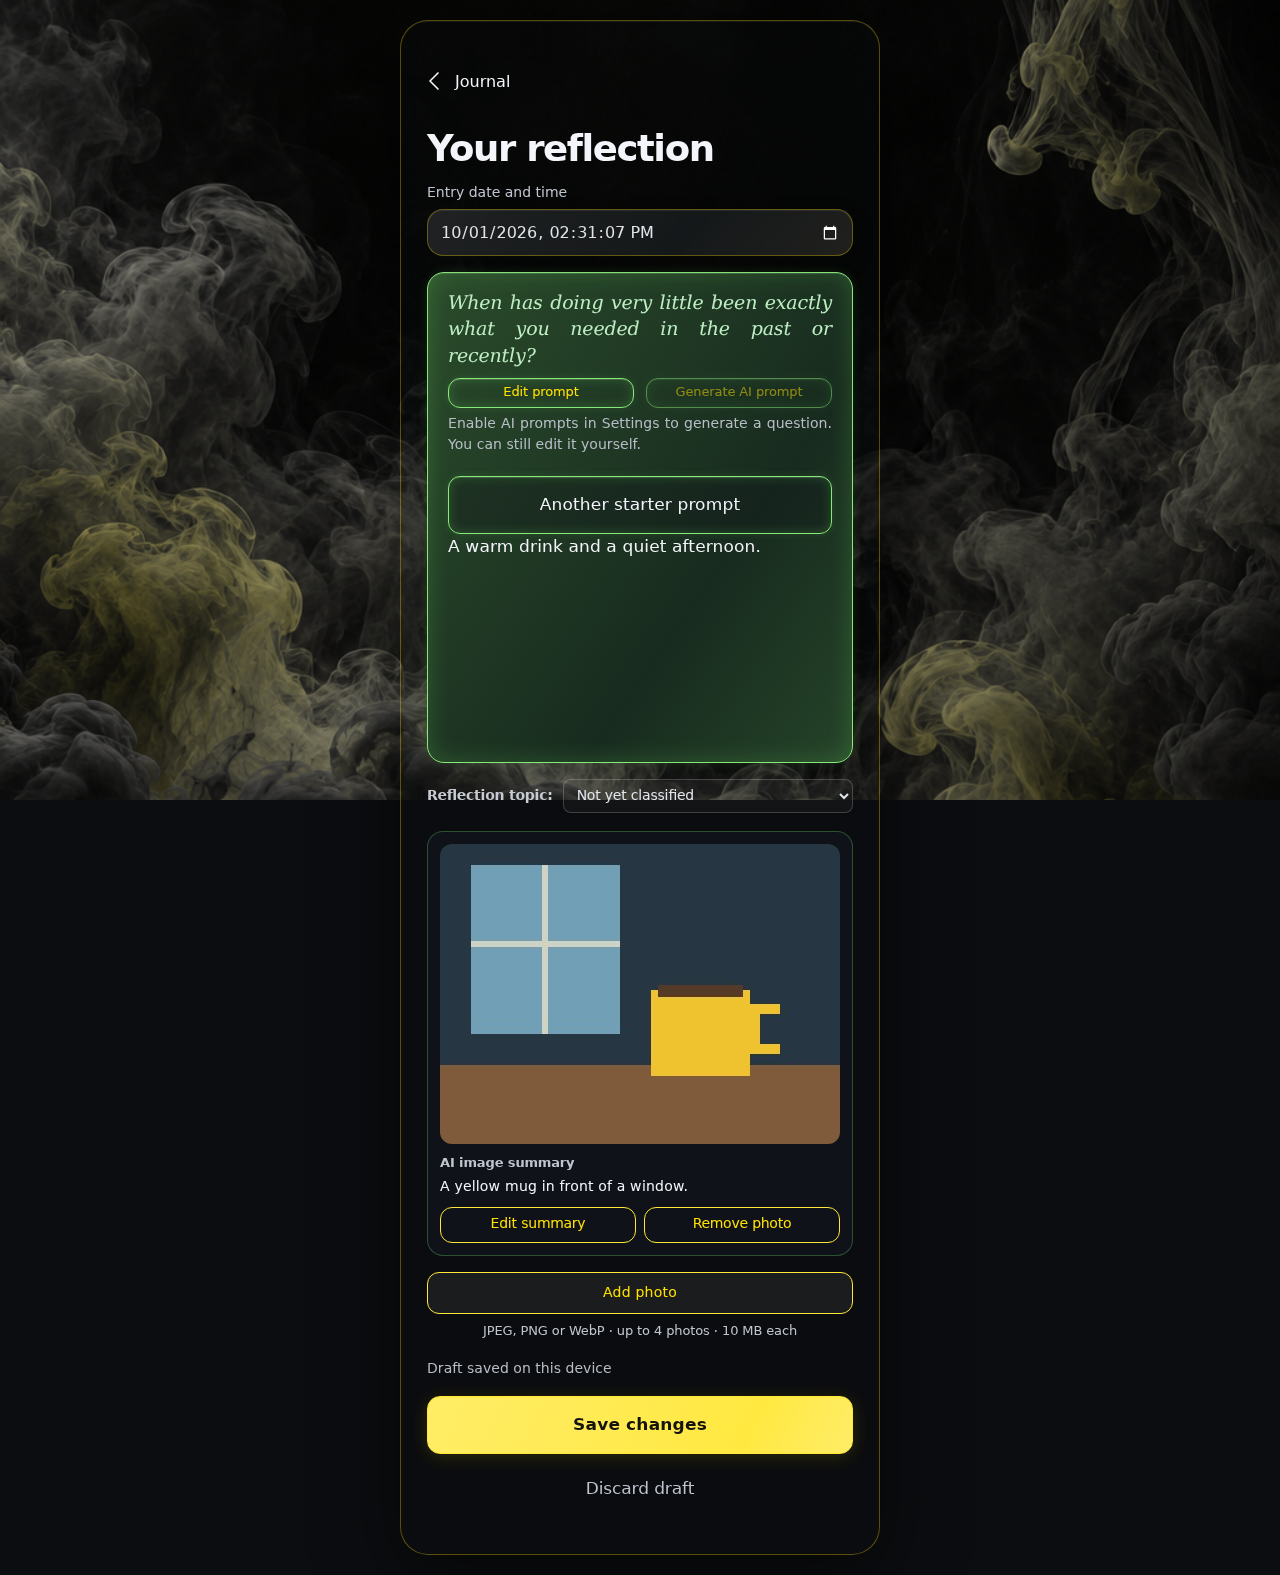 Journal
Your reflection
Entry date and time
10/01/2026, 02:31:07 PM
When has doing very little been exactly
what you needed in the past or
recently?
Edit prompt
Generate AI prompt
Enable AI prompts in Settings to generate a question.
You can still edit it yourself.
Another starter prompt
A warm drink and a quiet afternoon.
Reflection topic:
Not yet classified
AI image summary
A yellow mug in front of a window.
Edit summary
Remove photo
Add photo
JPEG, PNG or WebP · up to 4 photos · 10 MB each
Draft saved on this device
Save changes
Discard draft